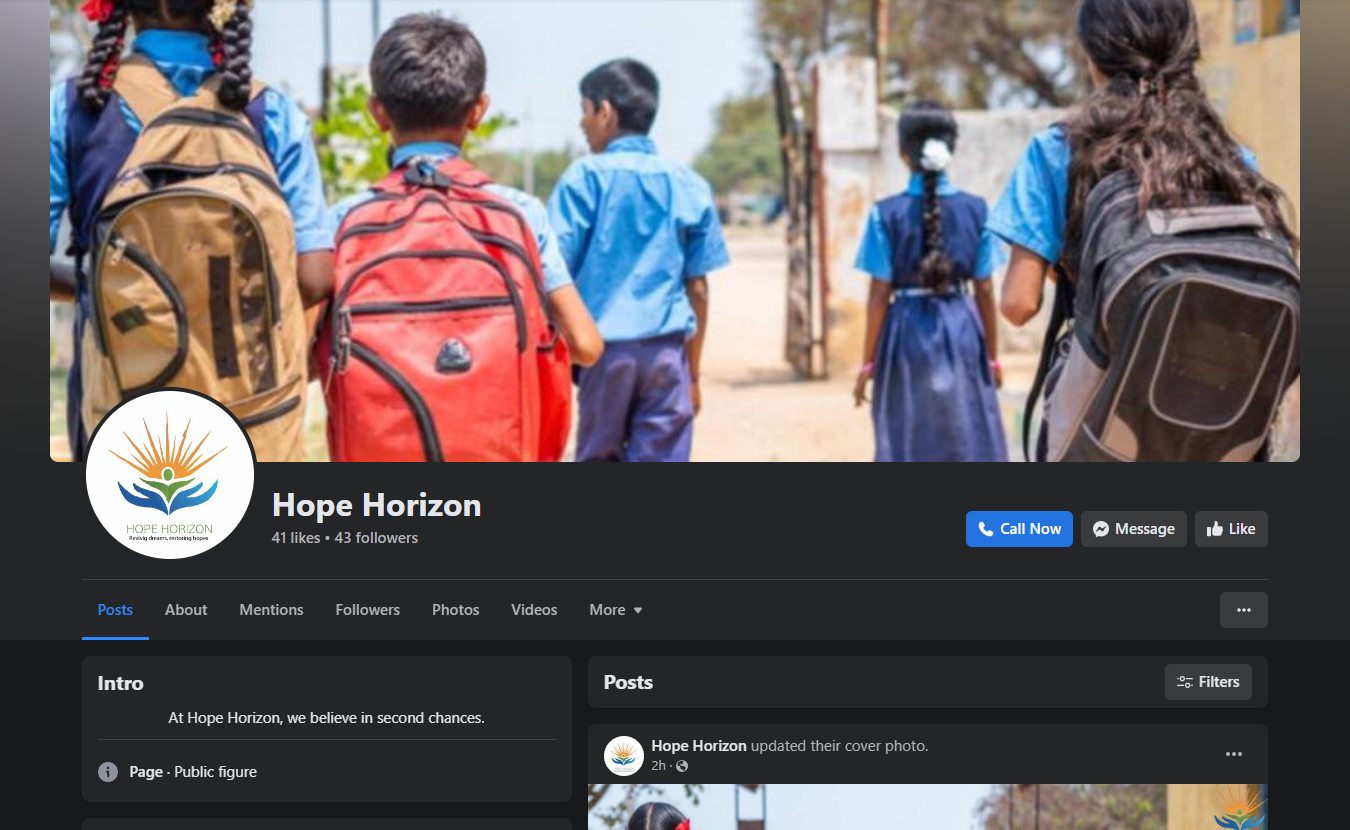 HOPE HORIZON
Revivig dreams, restoring hopes
Hope Horizon
41 likes • 43 followers
Call Now
Message
Like
Posts
About
Mentions
Followers
Photos
Videos
More
Intro
At Hope Horizon, we believe in second chances.
Page · Public figure
Posts
Filters
Hope Horizon updated their cover photo.
2h ·